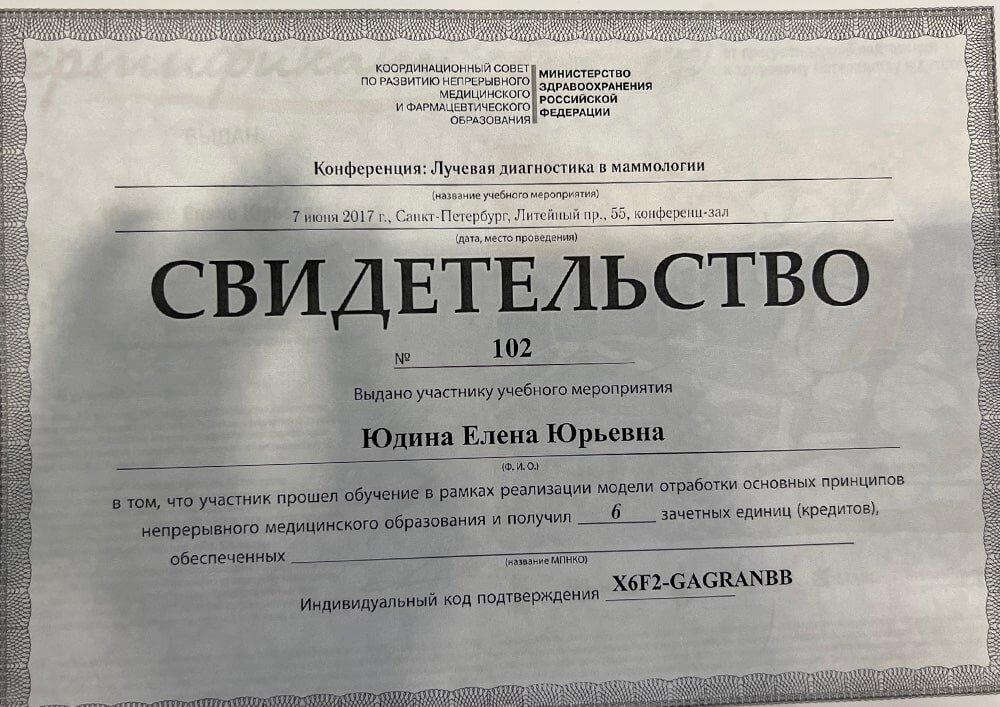 КООРДИНАЦИОННЫЙ СОВЕТ
ПО РАЗВИТИЮ НЕПРЕРЫВНОГО
МЕДИЦИНСКОГО
И ФАРМАЦЕВТИЧЕСКОГО
ОБРАЗОВАНИЯ
МИНИСТЕРСТВО
ЗДРАВООХРАНЕНИЯ
РОССИЙСКОЙ
ФЕДЕРАЦИИ
Конференция: Лучевая диагностика в маммологии
(название учебного мероприятия)
7 июня 2017 г., Санкт-Петербург, Литейный пр., 55, конференц-зал
(дата, место проведения)
СВИДЕТЕЛЬСТВО
№ 102
Выдано участнику учебного мероприятия
Юдина Елена Юрьевна
(Ф. И. О.)
в том, что участник прошел обучение в рамках реализации модели отработки основных принципов
непрерывного медицинского образования и получил 6 зачетных единиц (кредитов),
обеспеченных
(название МПНКО)
Индивидуальный код подтверждения X6F2-GAGRANBB